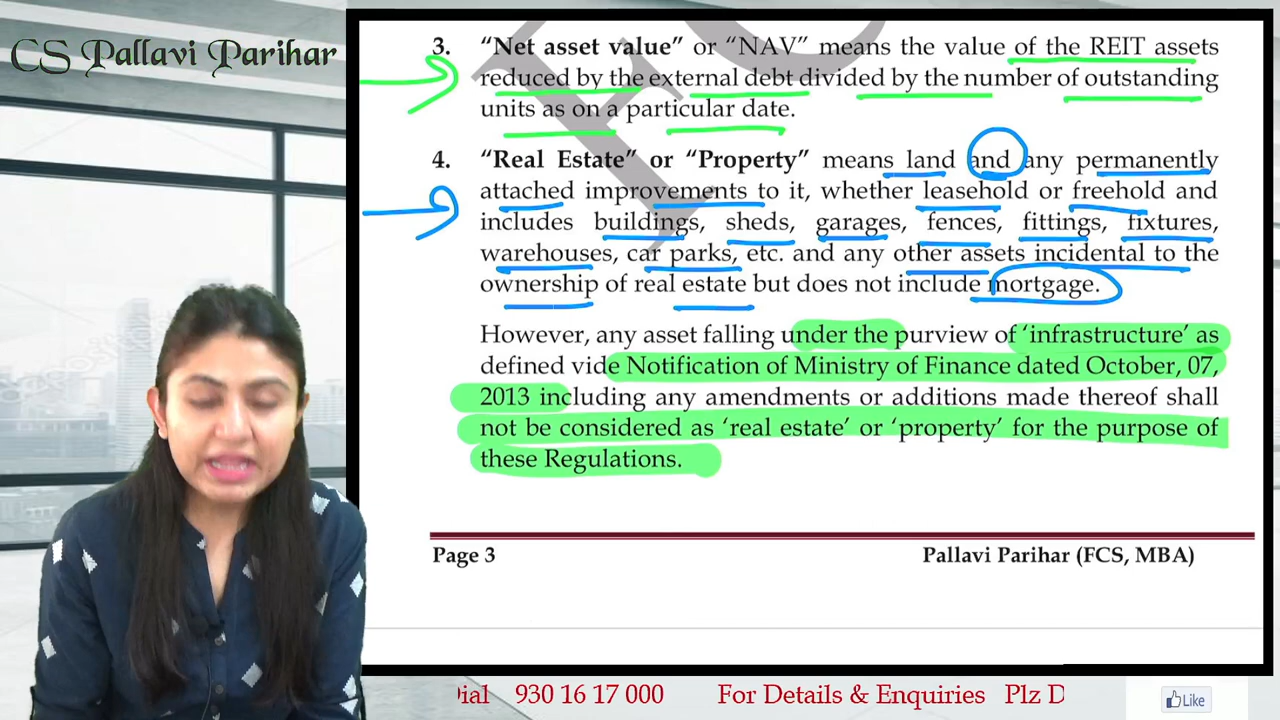 CS Pallavi Parihar
3. “Net asset value” or “NAV” means the value of the REIT assets
reduced by the external debt divided by the number of outstanding
units as on a particular date.
4. “Real Estate” or “Property” means land and any permanently
attached improvements to it, whether leasehold or freehold and
includes buildings, sheds, garages, fences, fittings, fixtures,
warehouses, car parks, etc. and any other assets incidental to the
ownership of real estate but does not include mortgage.
However, any asset falling under the purview of ‘infrastructure’ as
defined vide Notification of Ministry of Finance dated October, 07,
2013 including any amendments or additions made thereof shall
not be considered as ‘real estate’ or ‘property’ for the purpose of
these Regulations.
Page 3 Pallavi Parihar (FCS, MBA)
930 16 17 000 For Details & Enquiries Plz
Like